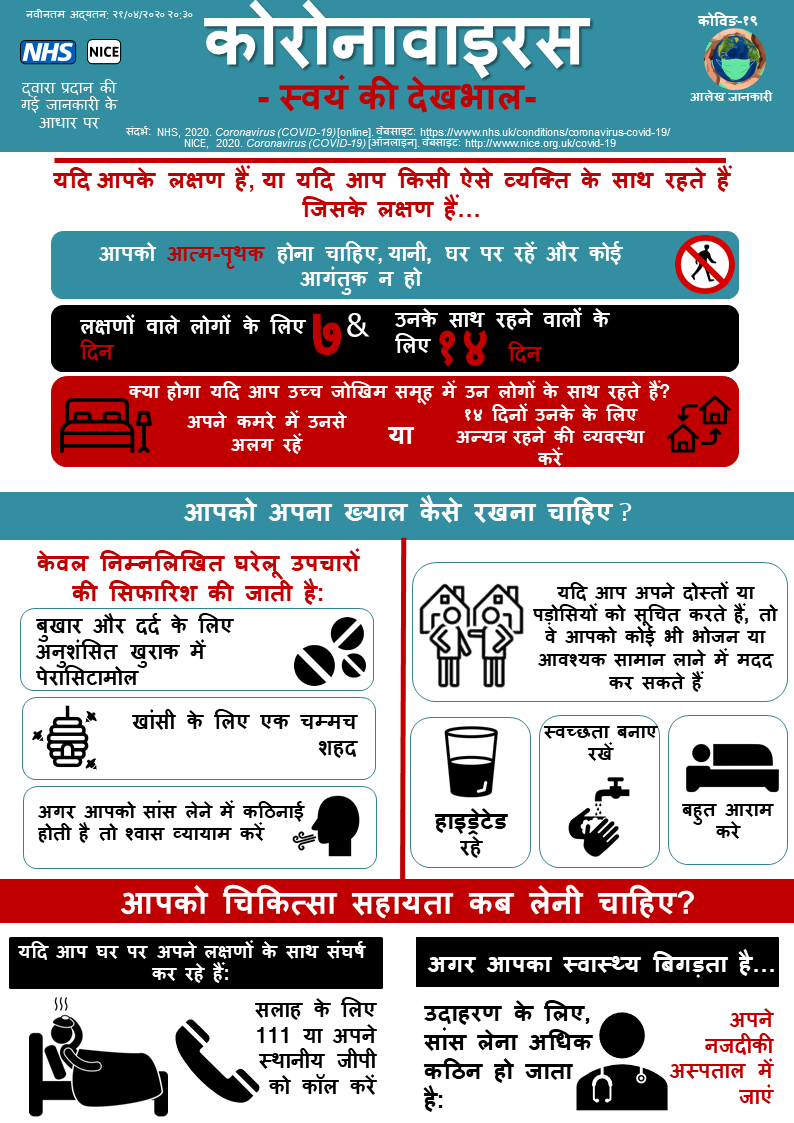 नवीनतम अद्यतन: २१/०४/२०२० २०:३०
NHS
NICE
द्वारा प्रदान की
गई जानकारी के
आधार पर
कोरोनावाइरस
- स्वयं की देखभाल-
कोविड-१९
आलेख जानकारी
संदर्भ: NHS, 2020. Coronavirus (COVID-19)[online]. वेबसाइट: https://www.nhs.uk/conditions/coronavirus-covid-19/
NICE, 2020. Coronavirus (COVID-19)[ऑनलाइन]. वेबसाइट: http://www.nice.org.uk/covid-19
यदि आपके लक्षण हैं, या यदि आप किसी ऐसे व्यक्ति के साथ रहते हैं
जिसके लक्षण हैं...
आपको आत्म-पृथक होना चाहिए, यानी, घर पर रहें और कोई
आगंतुक न हो
लक्षणों वाले लोगों के लिए ७
दिन
&
उनके साथ रहने वालों के
लिए १४ दिन
क्या होगा यदि आप उच्च जोखिम समूह में उन लोगों के साथ रहते हैं?
अपने कमरे में उनसे
अलग रहें
या
१४ दिनों उनके के लिए
अन्यत्र रहने की व्यवस्था
करें
आपको अपना ख्याल कैसे रखना चाहिए ?
केवल निम्नलिखित घरेलू उपचारों
की सिफारिश की जाती है:
बुखार और दर्द के लिए
अनुशंसित खुराक में
पेरासिटामोल
खांसी के लिए एक चम्मच
शहद
अगर आपको सांस लेने में कठिनाई
होती है तो श्वास व्यायाम करें
यदि आप अपने दोस्तों या
पड़ोसियों को सूचित करते हैं, तो
वे आपको कोई भी भोजन या
आवश्यक सामान लाने में मदद
कर सकते हैं
हाइड्रेटेड
रहे
स्वच्छता बनाए
रखें
बहुत आराम
करे
आपको चिकित्सा सहायता कब लेनी चाहिए?
यदि आप घर पर अपने लक्षणों के साथ संघर्ष
कर रहे हैं:
सलाह के लिए
111 या अपने
स्थानीय जीपी
को कॉल करें
अगर आपका स्वास्थ्य बिगड़ता है...
उदाहरण के लिए,
सांस लेना अधिक
कठिन हो जाता
है:
अपने
नजदीकी
अस्पताल में
जाएं